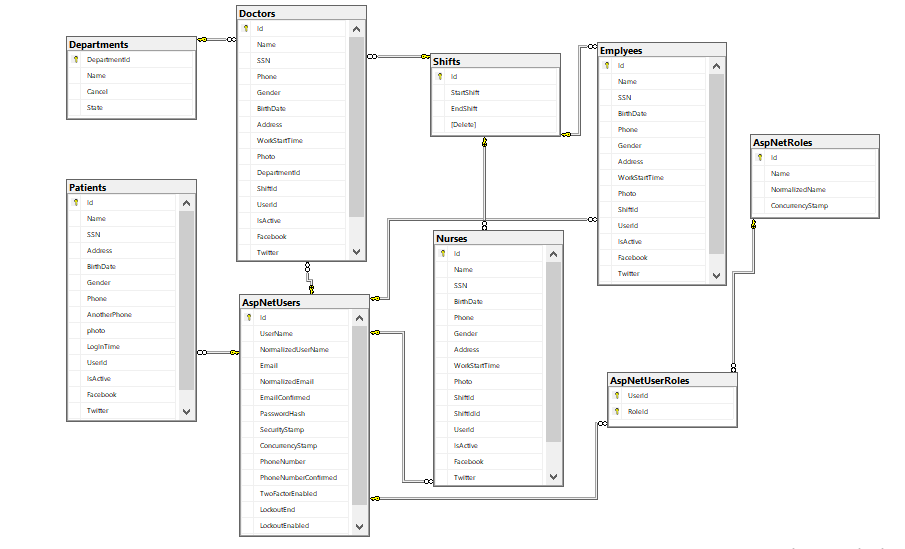 Doctors
Id
Name
SSN
Phone
Gender
BirthDate
Address
WorkStartTime
Photo
DepartmentId
ShiftId
UserId
IsActive
Facebook
Twitter
Departments
DepartmentId
Name
Cancel
State
Shifts
Id
StartShift
EndShift
[Delete]
Emplyees
Id
Name
SSN
BirthDate
Phone
Gender
Address
WorkStartTime
Photo
ShiftId
UserId
IsActive
Facebook
Twitter
AspNetRoles
Id
Name
NormalizedName
ConcurrencyStamp
Patients
Id
Name
SSN
Address
BirthDate
Gender
Phone
AnotherPhone
photo
LogInTime
UserId
IsActive
Facebook
Twitter
Nurses
Id
Name
SSN
BirthDate
Phone
Gender
Address
WorkStartTime
Photo
ShiftId
ShiftIdId
UserId
IsActive
Facebook
Twitter
AspNetUsers
Id
UserName
NormalizedUserName
Email
NormalizedEmail
EmailConfirmed
PasswordHash
SecurityStamp
ConcurrencyStamp
PhoneNumber
PhoneNumberConfirmed
TwoFactorEnabled
LockoutEnd
LockoutEnabled
AspNetUserRoles
UserId
RoleId